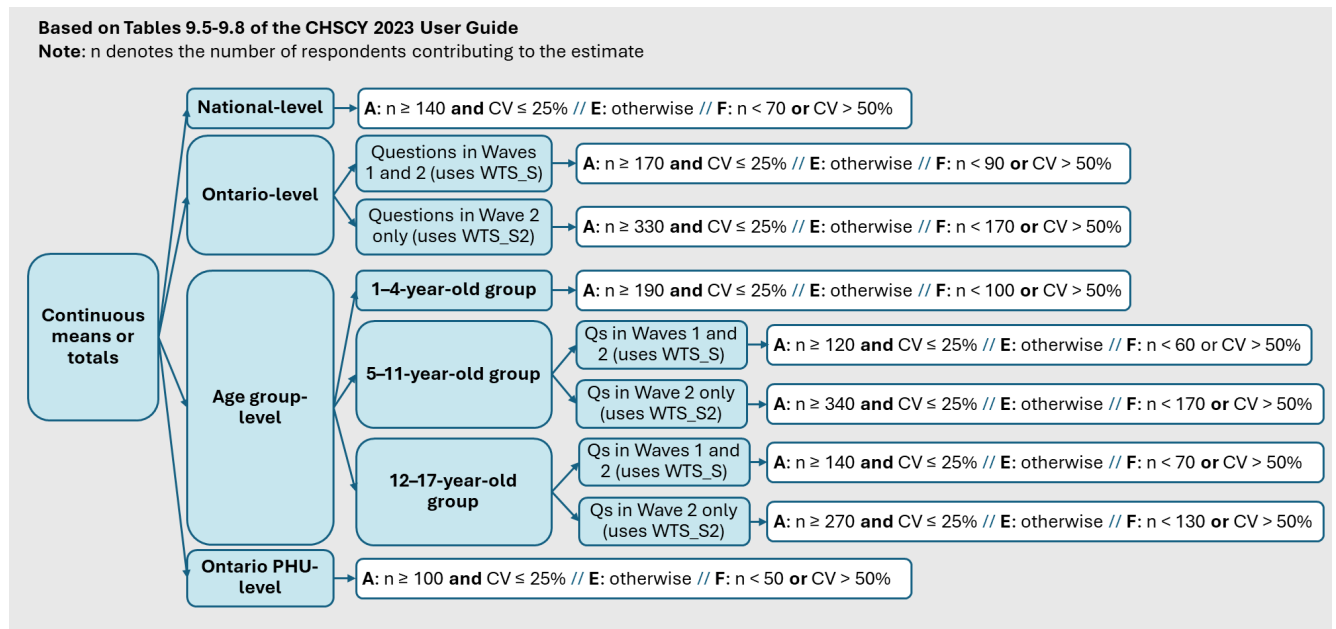 Based on Tables 9.5-9.8 of the CHSCY 2023 User Guide
Note: n denotes the number of respondents contributing to the estimate
National-level
A: n ≥ 140 and CV ≤ 25% // E: otherwise // F: n < 70 or CV > 50%
Ontario-level
Questions in Waves
1 and 2 (uses WTS_S)
A: n ≥ 170 and CV ≤ 25% // E: otherwise // F: n < 90 or CV > 50%
Questions in Wave 2
only (uses WTS_S2)
A: n ≥ 330 and CV ≤ 25% // E: otherwise // F: n < 170 or CV > 50%
Continuous
means or
totals
Age group-
level
1–4-year-old group
A: n ≥ 190 and CV ≤ 25% // E: otherwise // F: n < 100 or CV > 50%
5–11-year-old group
Qs in Waves 1 and
2 (uses WTS_S)
A: n ≥ 120 and CV ≤ 25% // E: otherwise // F: n < 60 or CV > 50%
Qs in Wave 2 only
(uses WTS_S2)
A: n ≥ 340 and CV ≤ 25% // E: otherwise // F: n < 170 or CV > 50%
12–17-year-old
group
Qs in Waves 1 and
2 (uses WTS_S)
A: n ≥ 140 and CV ≤ 25% // E: otherwise // F: n < 70 or CV > 50%
Qs in Wave 2 only
(uses WTS_S2)
A: n ≥ 270 and CV ≤ 25% // E: otherwise // F: n < 130 or CV > 50%
Ontario PHU-
level
A: n ≥ 100 and CV ≤ 25% // E: otherwise // F: n < 50 or CV > 50%